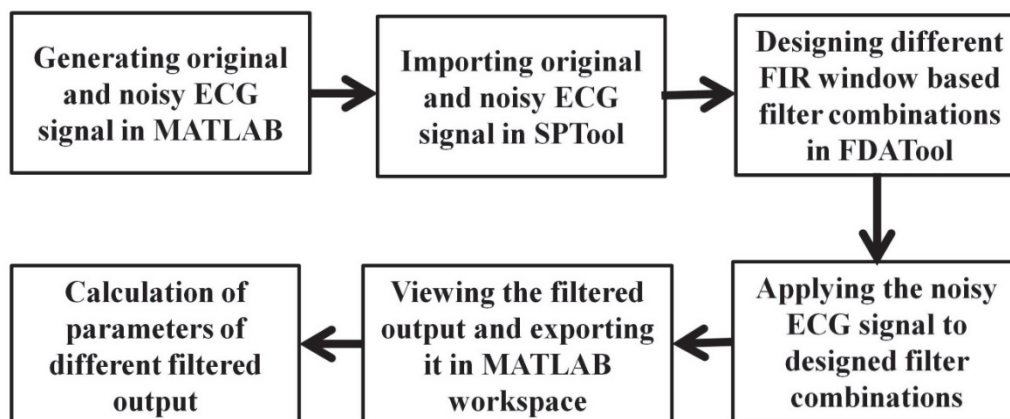 Generating original
and noisy ECG
signal in MATLAB
Importing original
and noisy ECG
signal in SPTool
Designing different
FIR window based
filter combinations
in FDATool
Applying the noisy
ECG signal to
designed filter
combinations
Viewing the filtered
output and exporting
it in MATLAB
workspace
Calculation of
parameters of
different filtered
output